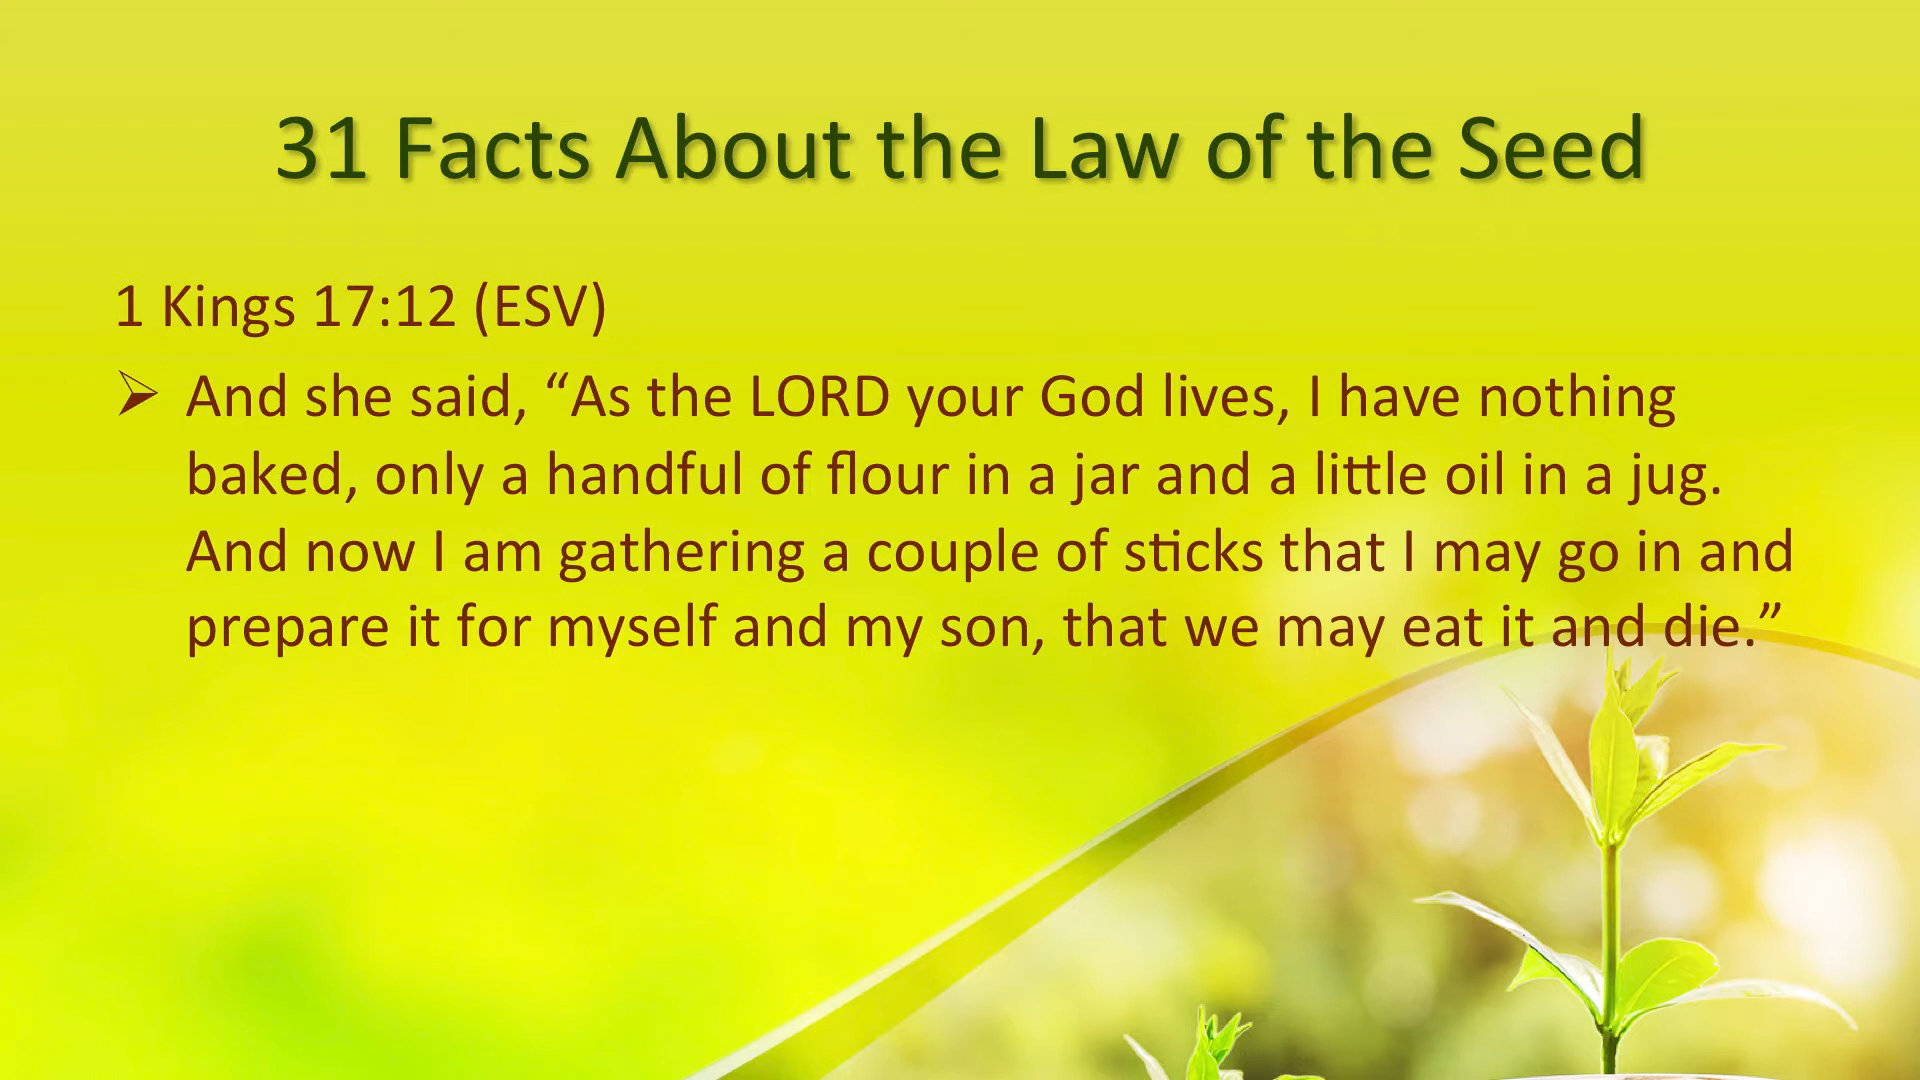 31 Facts About the Law of the Seed
1 Kings 17:12 (ESV)
➢ And she said, “As the LORD your God lives, I have nothing
baked, only a handful of flour in a jar and a little oil in a jug.
And now I am gathering a couple of sticks that I may go in and
prepare it for myself and my son, that we may eat it and die.”